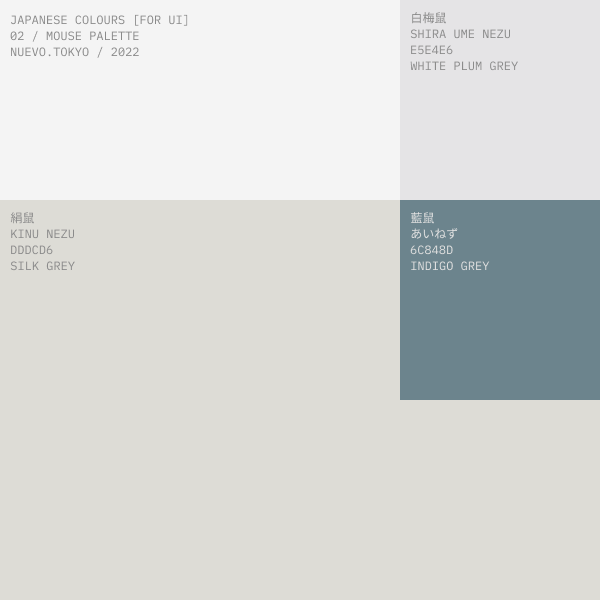 JAPANESE COLOURS [FOR UI]
02 / MOUSE PALETTE
NUEVO.TOKYO / 2022
白梅鼠
SHIRA UME NEZU
E5E4E6
WHITE PLUM GREY
絹鼠
KINU NEZU
DDDCD6
SILK GREY
藍鼠
あいねず
6C848D
INDIGO GREY